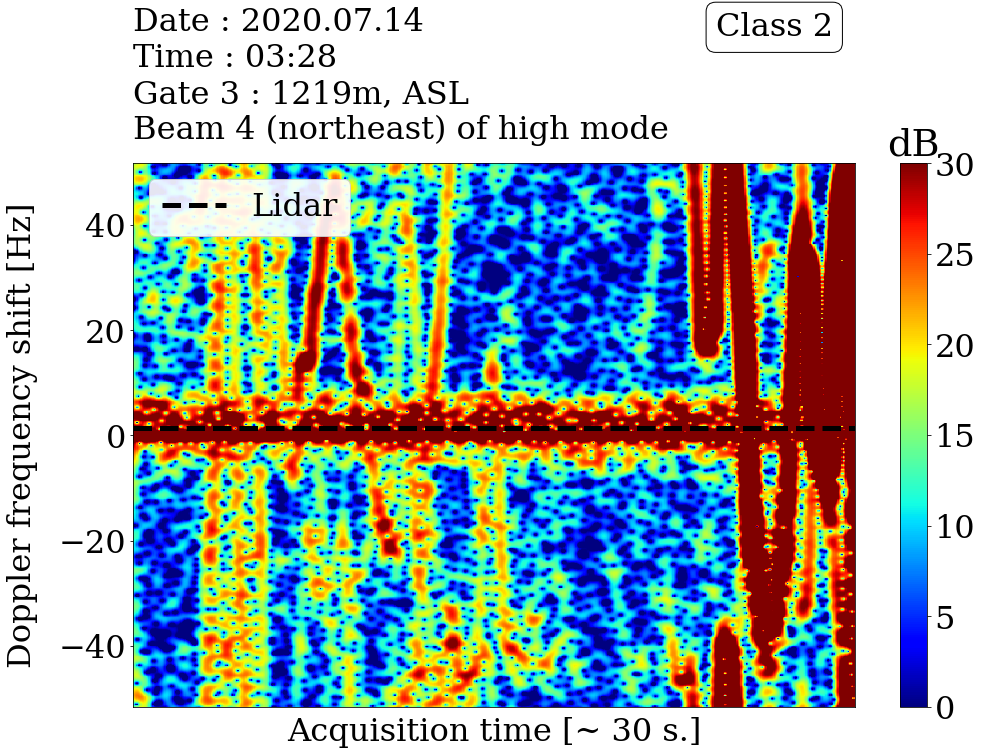 Date : 2020.07.14
Time : 03:28
Gate 3 : 1219m, ASL
Beam 4 (northeast) of high mode
Class 2
dB
Lidar
Doppler frequency shift [Hz]
40
20
0
−20
−40
30
25
20
15
10
5
0
Acquisition time [~ 30 s.]